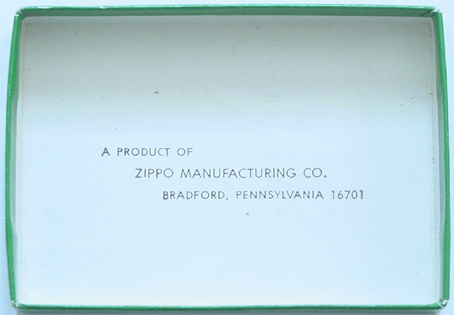 A PRODUCT OF
ZIPPO MANUFACTURING CO.
BRADFORD, PENNSYLVANIA 16701